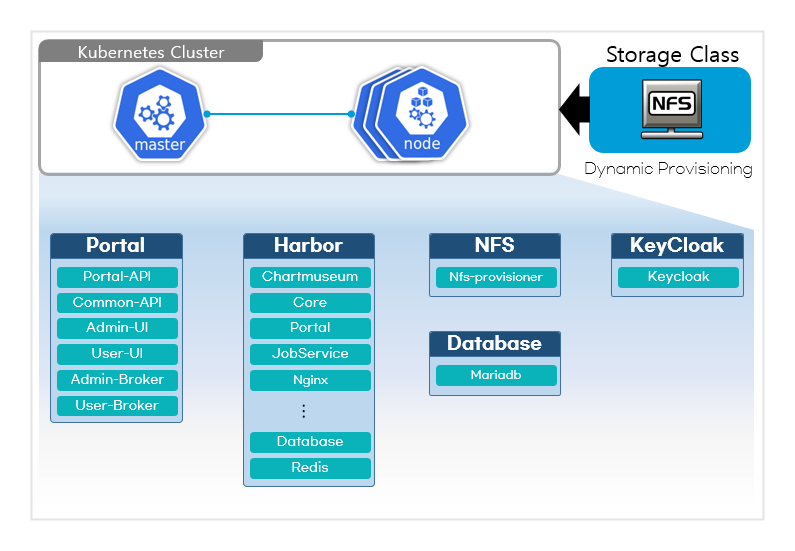 Kubernetes Cluster
master
node
Storage Class
NFS
Dynamic Provisioning
Portal
Portal-API
Common-API
Admin-UI
User-UI
Admin-Broker
User-Broker
Harbor
Chartmuseum
Core
Portal
JobService
Nginx
⋮
Database
Redis
NFS
Nfs-provisioner
Database
Mariadb
KeyCloak
Keycloak